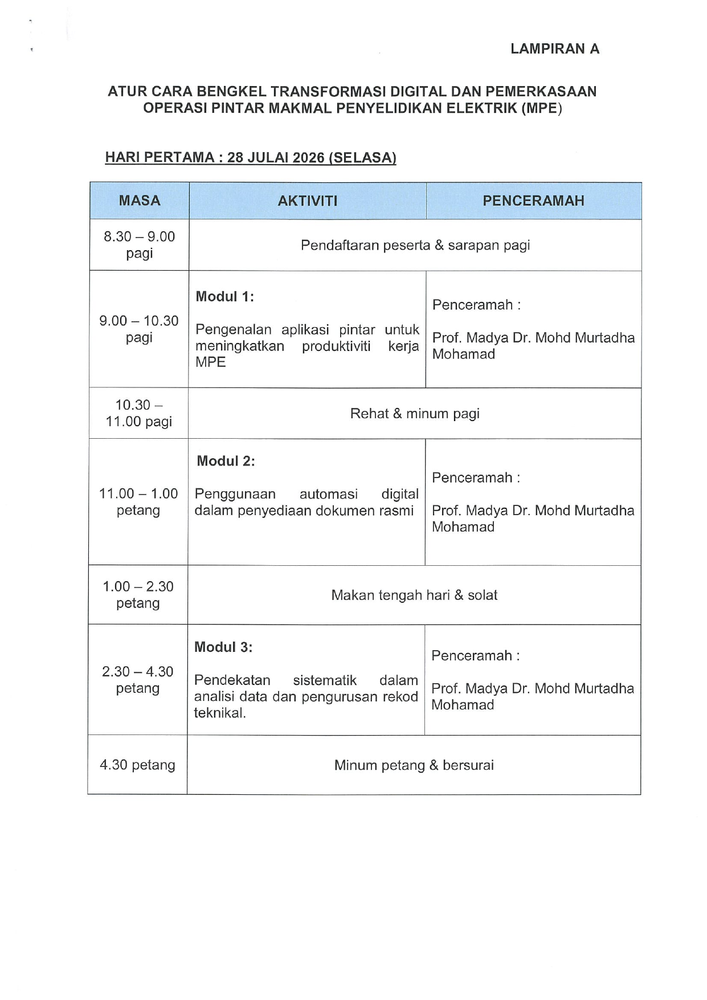 LAMPIRAN A
ATUR CARA BENGKEL TRANSFORMASI DIGITAL DAN PEMERKASAAN
OPERASI PINTAR MAKMAL PENYELIDIKAN ELEKTRIK (MPE)
HARI PERTAMA : 28 JULAI 2026 (SELASA)
MASA
AKTIVITI
PENCERAMAH
8.30 – 9.00
pagi
Pendaftaran peserta & sarapan pagi
9.00 – 10.30
pagi
Modul 1:
Pengenalan aplikasi pintar untuk
meningkatkan produktiviti kerja
MPE
Penceramah :
Prof. Madya Dr. Mohd Murtadha
Mohamad
10.30 –
11.00 pagi
Rehat & minum pagi
11.00 – 1.00
petang
Modul 2:
Penggunaan automasi digital
dalam penyediaan dokumen rasmi
Penceramah :
Prof. Madya Dr. Mohd Murtadha
Mohamad
1.00 – 2.30
petang
Makan tengah hari & solat
2.30 – 4.30
petang
Modul 3:
Pendekatan sistematik dalam
analisi data dan pengurusan rekod
teknikal.
Penceramah :
Prof. Madya Dr. Mohd Murtadha
Mohamad
4.30 petang
Minum petang & bersurai